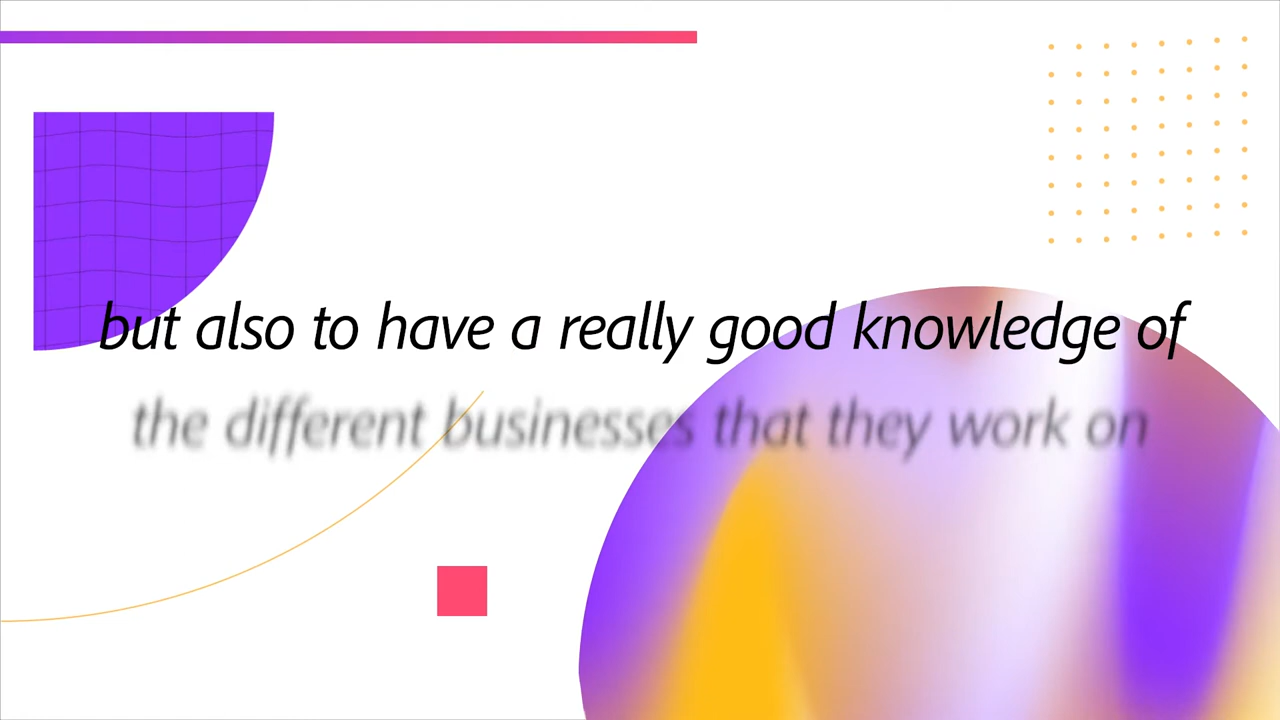 but also to have a really good knowledge of
the different businesses that they work on